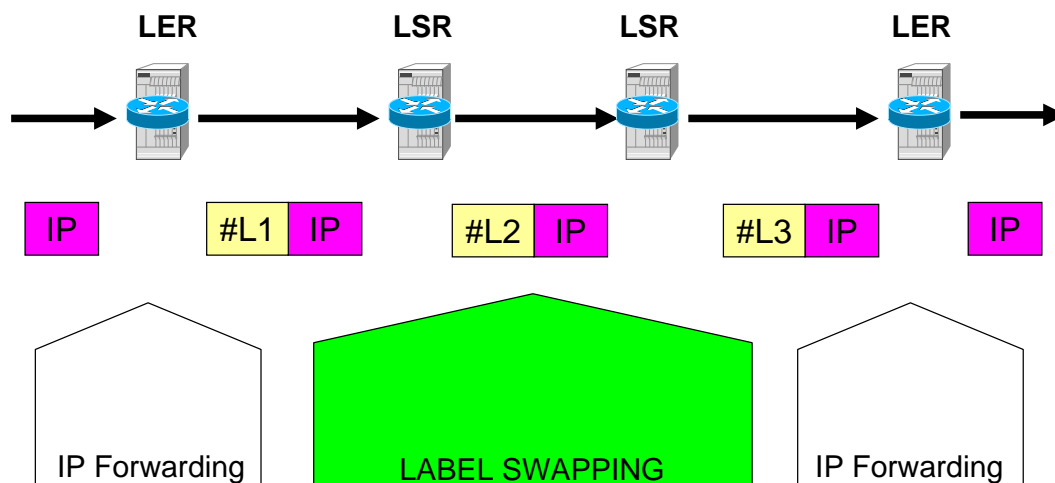 LER LSR LSR LER
IP #L1 IP #L2 IP #L3 IP IP
IP Forwarding LABEL SWAPPING IP Forwarding